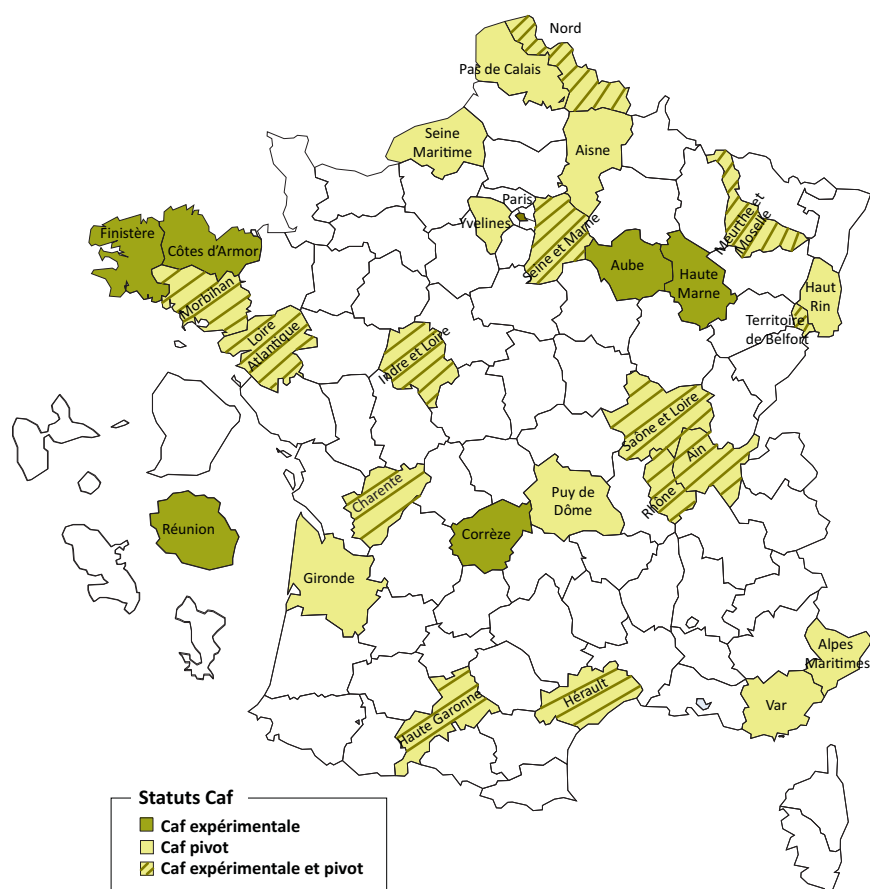 Nord
Pas de Calais
Seine
Maritime
Aisne
Paris
Yvelines
Seine et Marne
Meurthe et
Moselle
Finistère
Côtes d'Armor
Aube
Haute
Marne
Haut
Rin
Morbihan
Territoire
de Belfort
Loire
Atlantique
Indre et Loire
Saône et Loire
Ain
Rhône
Charente
Puy de
Dôme
Réunion
Corrèze
Gironde
Alpes
Maritimes
Var
Hérault
Haute Garonne
Statuts Caf
Caf expérimentale
Caf pivot
Caf expérimentale et pivot